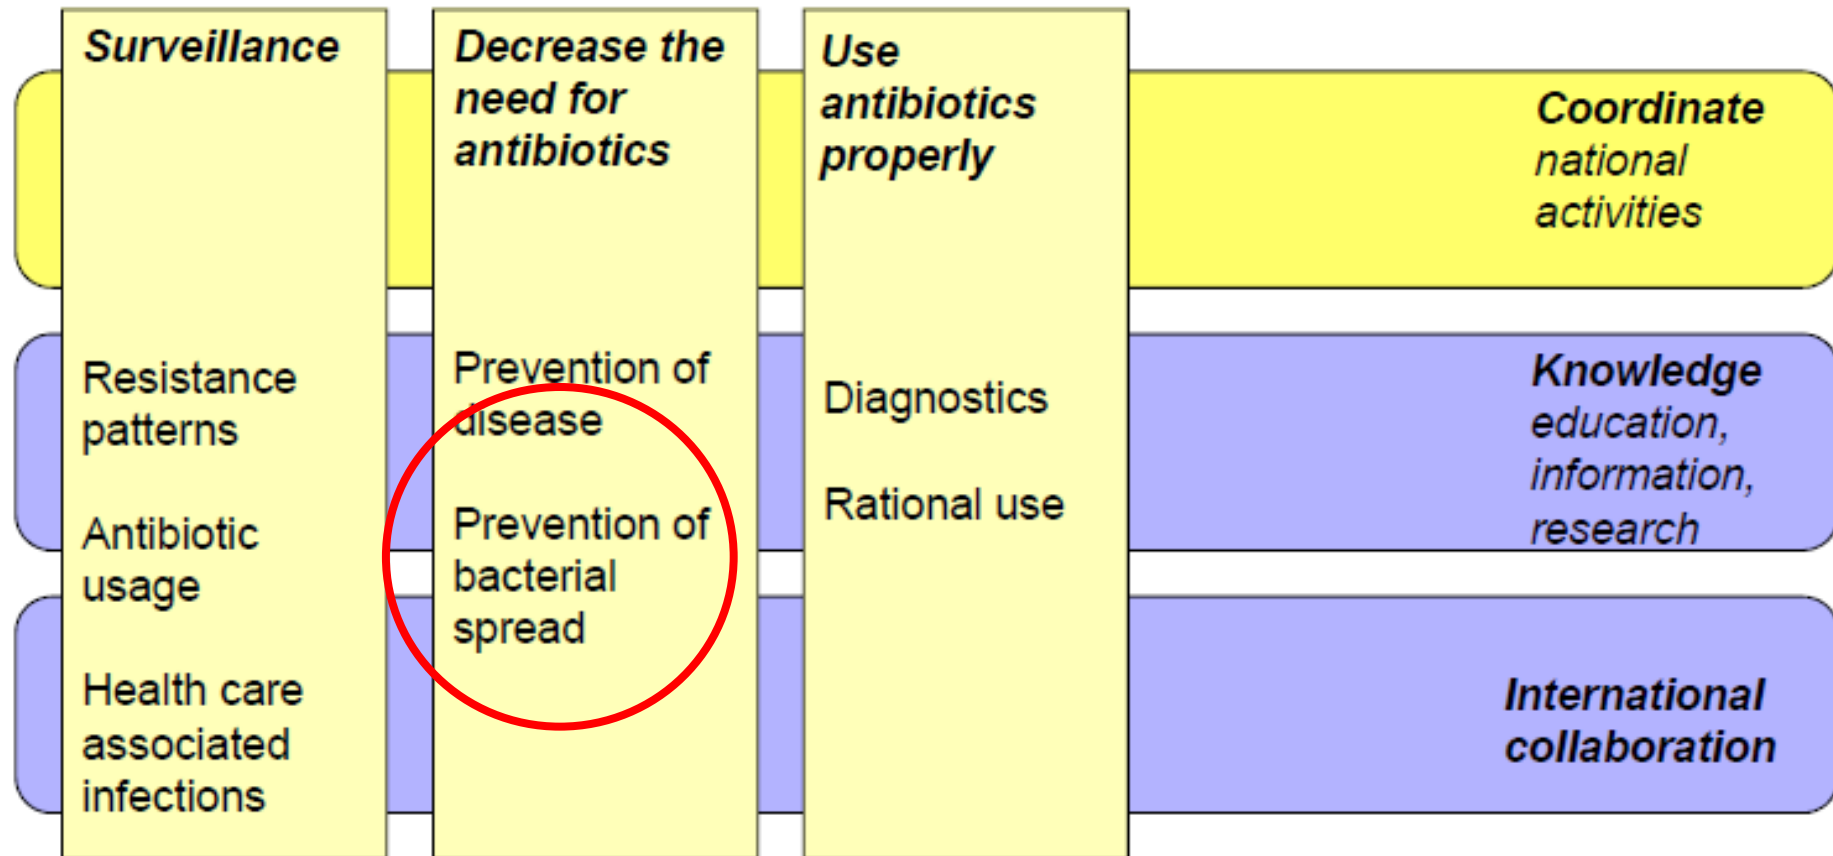 Surveillance
Resistance
patterns
Antibiotic
usage
Health care
associated
infections
Decrease the
need for
antibiotics
Prevention of
disease
Prevention of
bacterial
spread
Use
antibiotics
properly
Diagnostics
Rational use
Coordinate
national
activities
Knowledge
education,
information,
research
International
collaboration